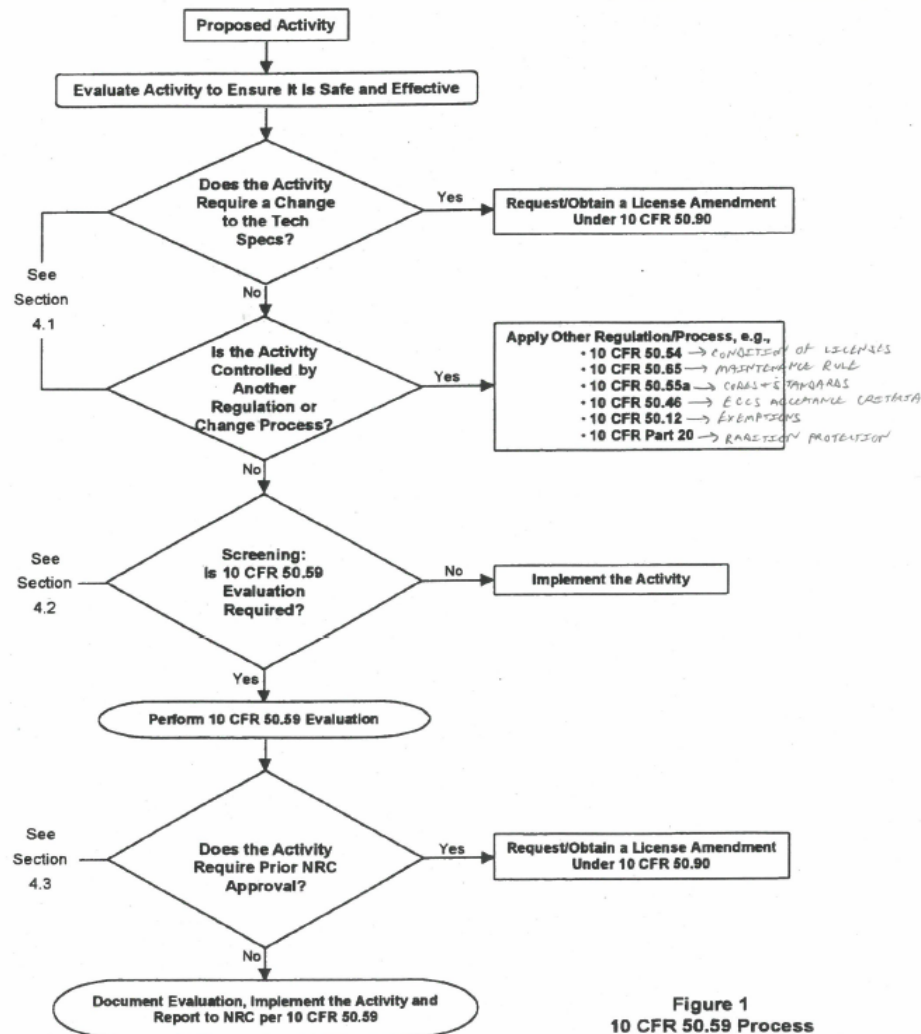 Proposed Activity
Evaluate Activity to Ensure It Is Safe and Effective
Does the Activity
Require a Change
to the Tech
Specs?
Yes
Request/Obtain a License Amendment
Under 10 CFR 50.90
See
Section
4.1
No
Is the Activity
Controlled by
Another
Regulation or
Change Process?
Yes
Apply Other Regulation/Process, e.g.,
• 10 CFR 50.54 → CONDITION OF LICENSES
• 10 CFR 50.65 → MAINTENANCE RULE
• 10 CFR 50.55a → CODES + STANDARDS
• 10 CFR 50.46 → ECCS ACCEPTANCE CRITERIA
• 10 CFR 50.12 → EXEMPTIONS
• 10 CFR Part 20 → RADITION PROTECTION
No
See
Section
4.2
Screening:
Is 10 CFR 50.59
Evaluation
Required?
No
Implement the Activity
Yes
Perform 10 CFR 50.59 Evaluation
See
Section
4.3
Does the Activity
Require Prior NRC
Approval?
Yes
Request/Obtain a License Amendment
Under 10 CFR 50.90
No
Document Evaluation, Implement the Activity and
Report to NRC per 10 CFR 50.59
Figure 1
10 CFR 50.59 Process